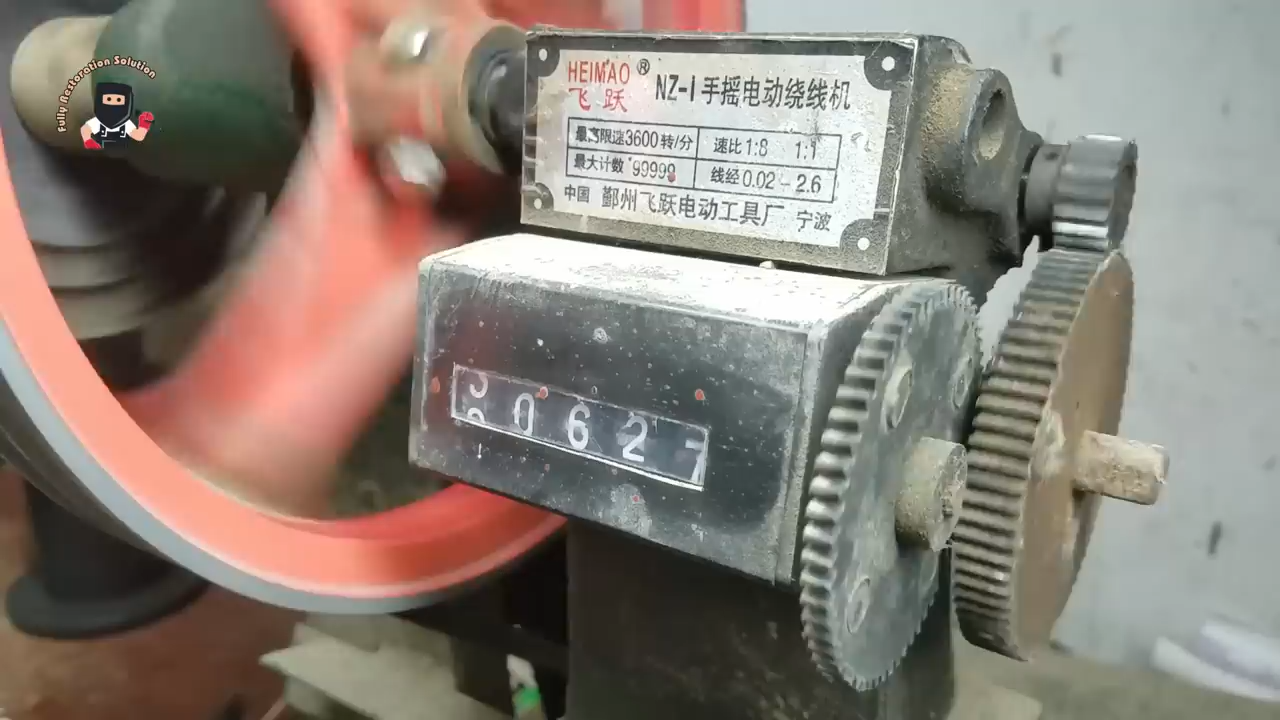 Fully Restoration Solution
HEIMAO®
飞跃
NZ-1 手摇电动绕线机
最高限速3600转/分 速比1:8 1:1
最大计数 99999 线经0.02-2.6
中国 鄞州飞跃电动工具厂 宁波
0627